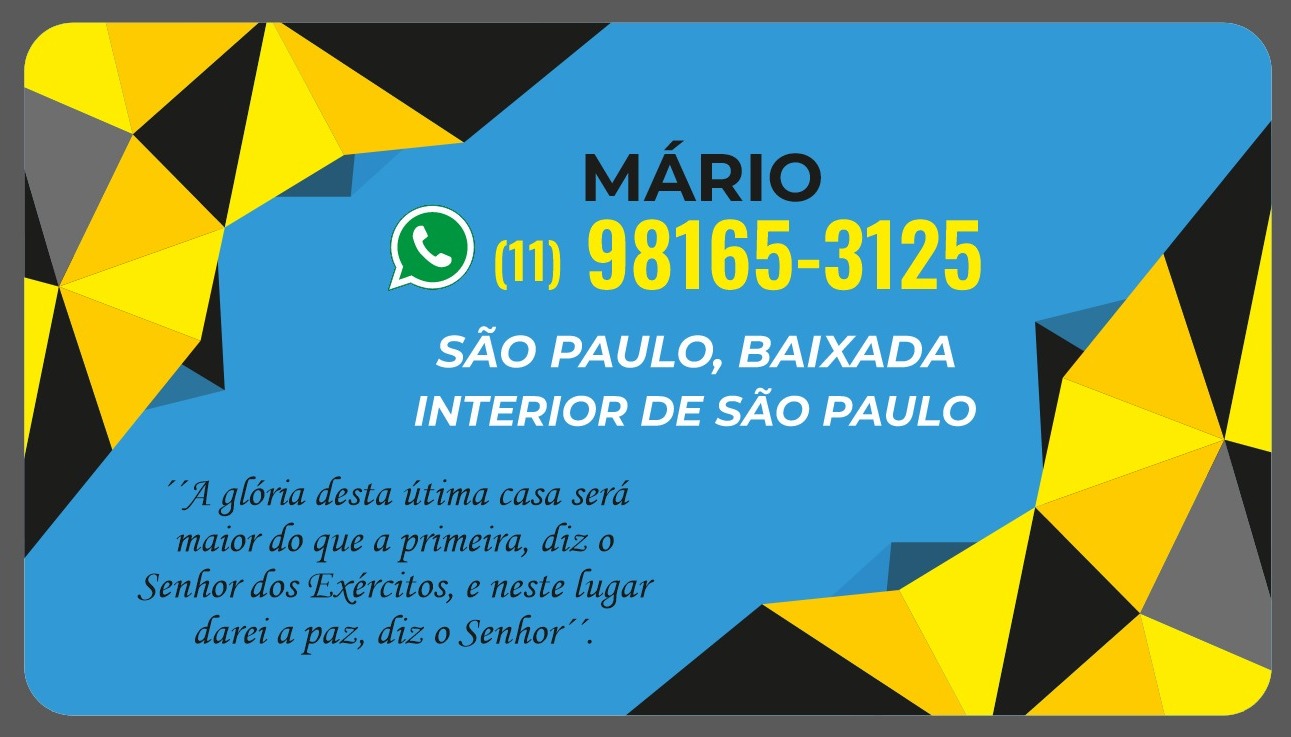 MÁRIO
(11) 98165-3125
SÃO PAULO, BAIXADA
INTERIOR DE SÃO PAULO
´´A glória desta útima casa será
maior do que a primeira, diz o
Senhor dos Exércitos, e neste lugar
darei a paz, diz o Senhor´´.